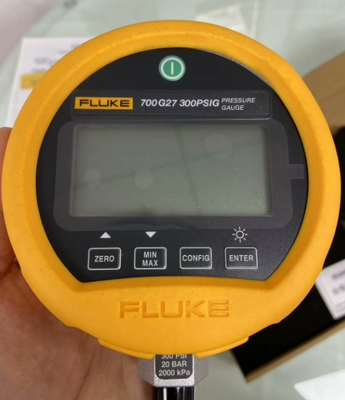 FLUKE 700G27 300PSIG PRESSURE GAUGE
ZERO MIN MAX CONFIG ENTER
FLUKE
300 PSI
20 BAR
2000 kPa